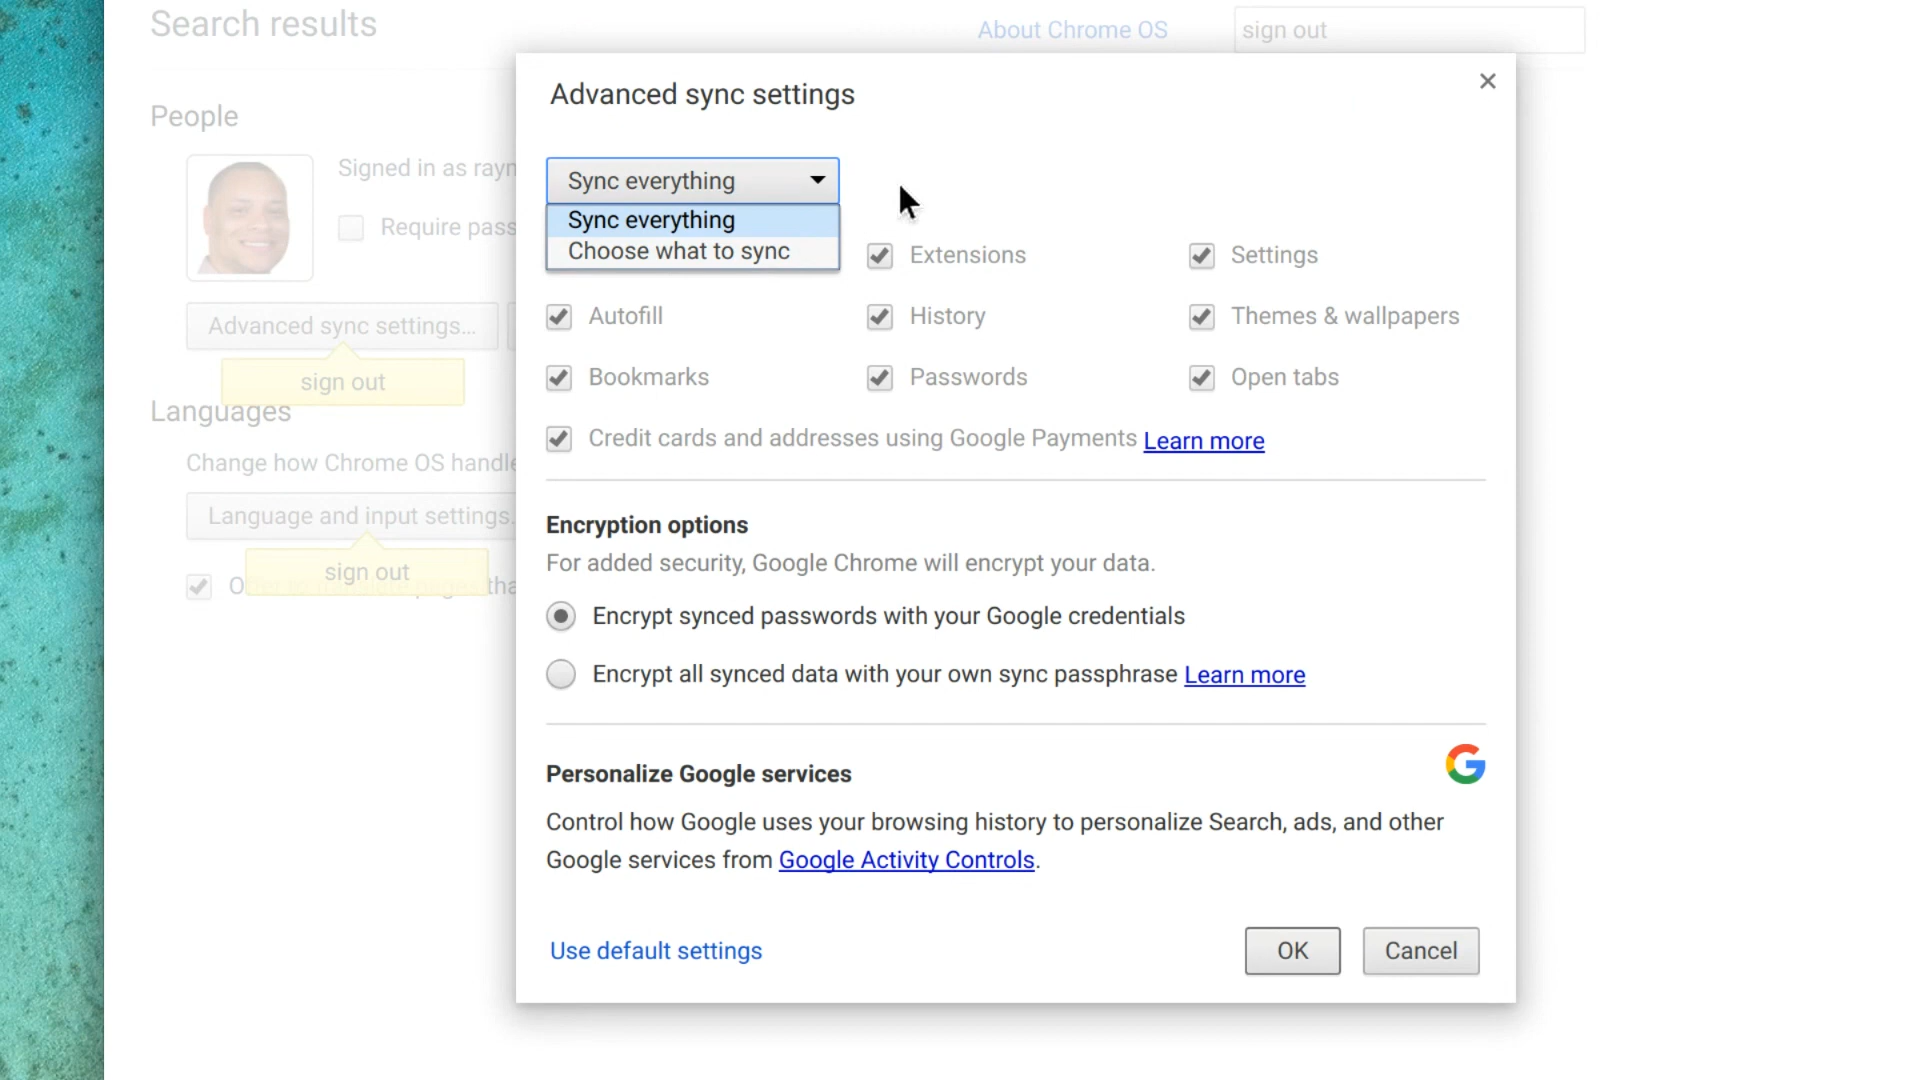 Search results
About Chrome OS
sign out
Advanced sync settings
People
Signed in as rayn
Require pass
Sync everything
Sync everything
Choose what to sync
Extensions
Settings
Autofill
History
Themes & wallpapers
Advanced sync settings...
sign out
Bookmarks
Passwords
Open tabs
Languages
Credit cards and addresses using Google Payments Learn more
Change how Chrome OS handle
Language and input settings.
sign out
Encryption options
For added security, Google Chrome will encrypt your data.
Encrypt synced passwords with your Google credentials
Encrypt all synced data with your own sync passphrase Learn more
Personalize Google services
Control how Google uses your browsing history to personalize Search, ads, and other
Google services from Google Activity Controls.
Use default settings
OK
Cancel